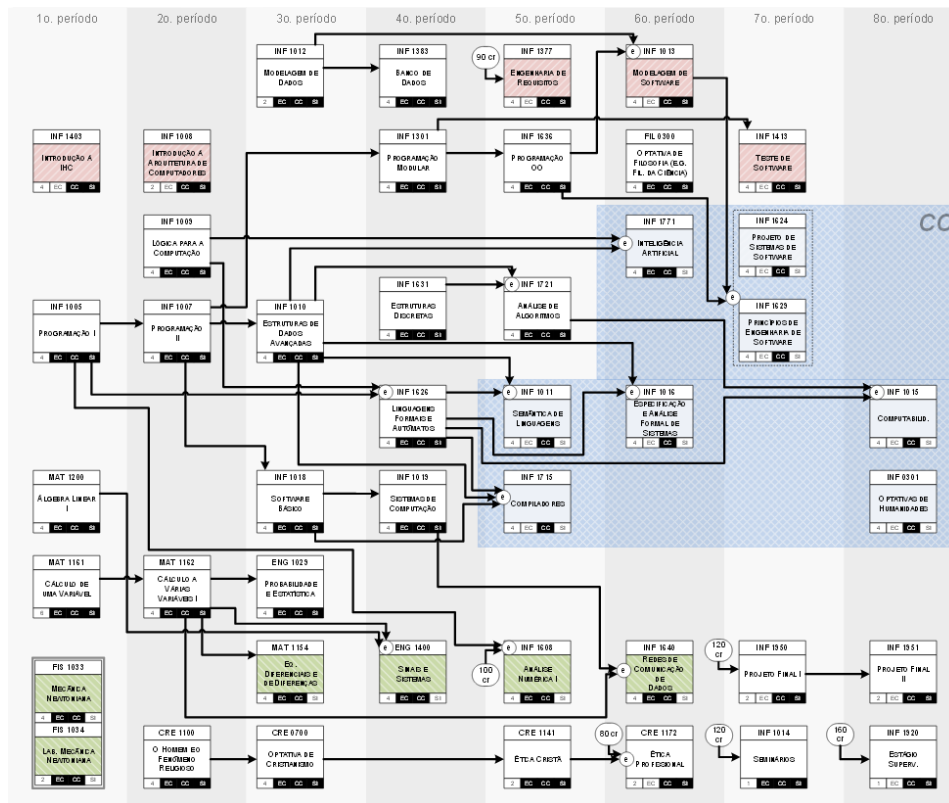 1o. período 2o. período 3o. período 4o. período 5o. período 6o. período 7o. período 8o. período
INF 1012
MODELAGEM DE
DADOS
2 EC CC SI
INF 1383
BANCO DE
DADOS
4 EC CC SI
90 cr
INF 1377
ENGENHARIA DE
REQUISITOS
4 EC CC SI
e
INF 1013
MODELAGEM DE
SOFTWARE
4 EC CC SI
INF 1403
INTRODUÇÃO A
IHC
4 EC CC SI
INF 1008
INTRODUÇÃO A
ARQUITETURA DE
COMPUTADORES
2 EC CC SI
INF 1301
PROGRAMAÇÃO
MODULAR
4 EC CC SI
INF 1636
PROGRAMAÇÃO
OO
4 EC CC SI
FIL 0300
OPTATIVA DE
FILOSOFIA (E.G.
FIL. DA CIÊNCIA)
4 EC CC SI
INF 1413
TESTE DE
SOFTWARE
4 EC CC SI
INF 1009
LÓGICA PARA A
COMPUTAÇÃO
4 EC CC SI
INF 1771
e
INTELIGÊNCIA
ARTIFICIAL
4 EC CC SI
INF 1624
PROJETO DE
SISTEMAS DE
SOFTWARE
4 EC CC SI
CC
INF 1005
PROGRAMAÇÃO I
4 EC CC SI
INF 1007
PROGRAMAÇÃO
II
4 EC CC SI
INF 1010
ESTRUTURAS DE
DADOS
AVANÇADAS
4 EC CC SI
INF 1631
ESTRUTURAS
DISCRETAS
4 EC CC SI
e
INF 1721
ANÁLISE DE
ALGORITMOS
4 EC CC SI
e
INF 1629
PRINCÍPIOS DE
ENGENHARIA DE
SOFTWARE
4 EC CC SI
e
INF 1626
LINGUAGENS
FORMAIS E
AUTÔMATOS
4 EC CC SI
e
INF 1011
SEMÂNTICA DE
LINGUAGENS
4 EC CC SI
e
INF 1016
ESPECIFICAÇÃO
E ANÁLISE
FORMAL DE
SISTEMAS
4 EC CC SI
e
INF 1015
COMPUTABILID.
4 EC CC SI
MAT 1200
ÁLGEBRA LINEAR
I
4 EC CC SI
INF 1018
SOFTWARE
BÁSICO
4 EC CC SI
INF 1019
SISTEMAS DE
COMPUTAÇÃO
4 EC CC SI
INF 1715
e
COMPILADORES
4 EC CC SI
INF 0301
OPTATIVAS DE
HUMANIDADES
4 EC CC SI
MAT 1161
CÁLCULO DE
UMA VARIÁVEL
6 EC CC SI
MAT 1162
CÁLCULO A
VÁRIAS
VARIÁVEIS I
4 EC CC SI
ENG 1029
PROBABILIDADE
E ESTATÍSTICA
4 EC CC SI
MAT 1154
EQ.
DIFERENCIAIS E
DE DIFERENÇAS
4 EC CC SI
e
ENG 1400
SINAIS E
SISTEMAS
4 EC CC SI
e
100
cr
INF 1608
ANÁLISE
NUMÉRICA I
4 EC CC SI
INF 1640
e
REDES DE
COMUNICAÇÃO
DE DADOS
4 EC CC SI
120
cr
INF 1950
PROJETO FINAL I
2 EC CC SI
INF 1951
PROJETO FINAL
II
2 EC CC SI
FIS 1033
MECÂNICA
NEWTONIANA
4 EC CC SI
FIS 1034
LAB. MECÂNICA
NEWTONIANA
2 EC CC SI
CRE 1100
O HOMEM E O
FENÔMENO
RELIGIOSO
4 EC CC SI
CRE 0700
OPTATIVA DE
CRISTIANISMO
4 EC CC SI
CRE 1141
ÉTICA CRISTÃ
2 EC CC SI
80 cr
e
CRE 1172
ÉTICA
PROFISSIONAL
2 EC CC SI
120
cr
INF 1014
SEMINÁRIOS
1 EC CC SI
160
cr
INF 1920
ESTÁGIO
SUPERV.
1 EC CC SI